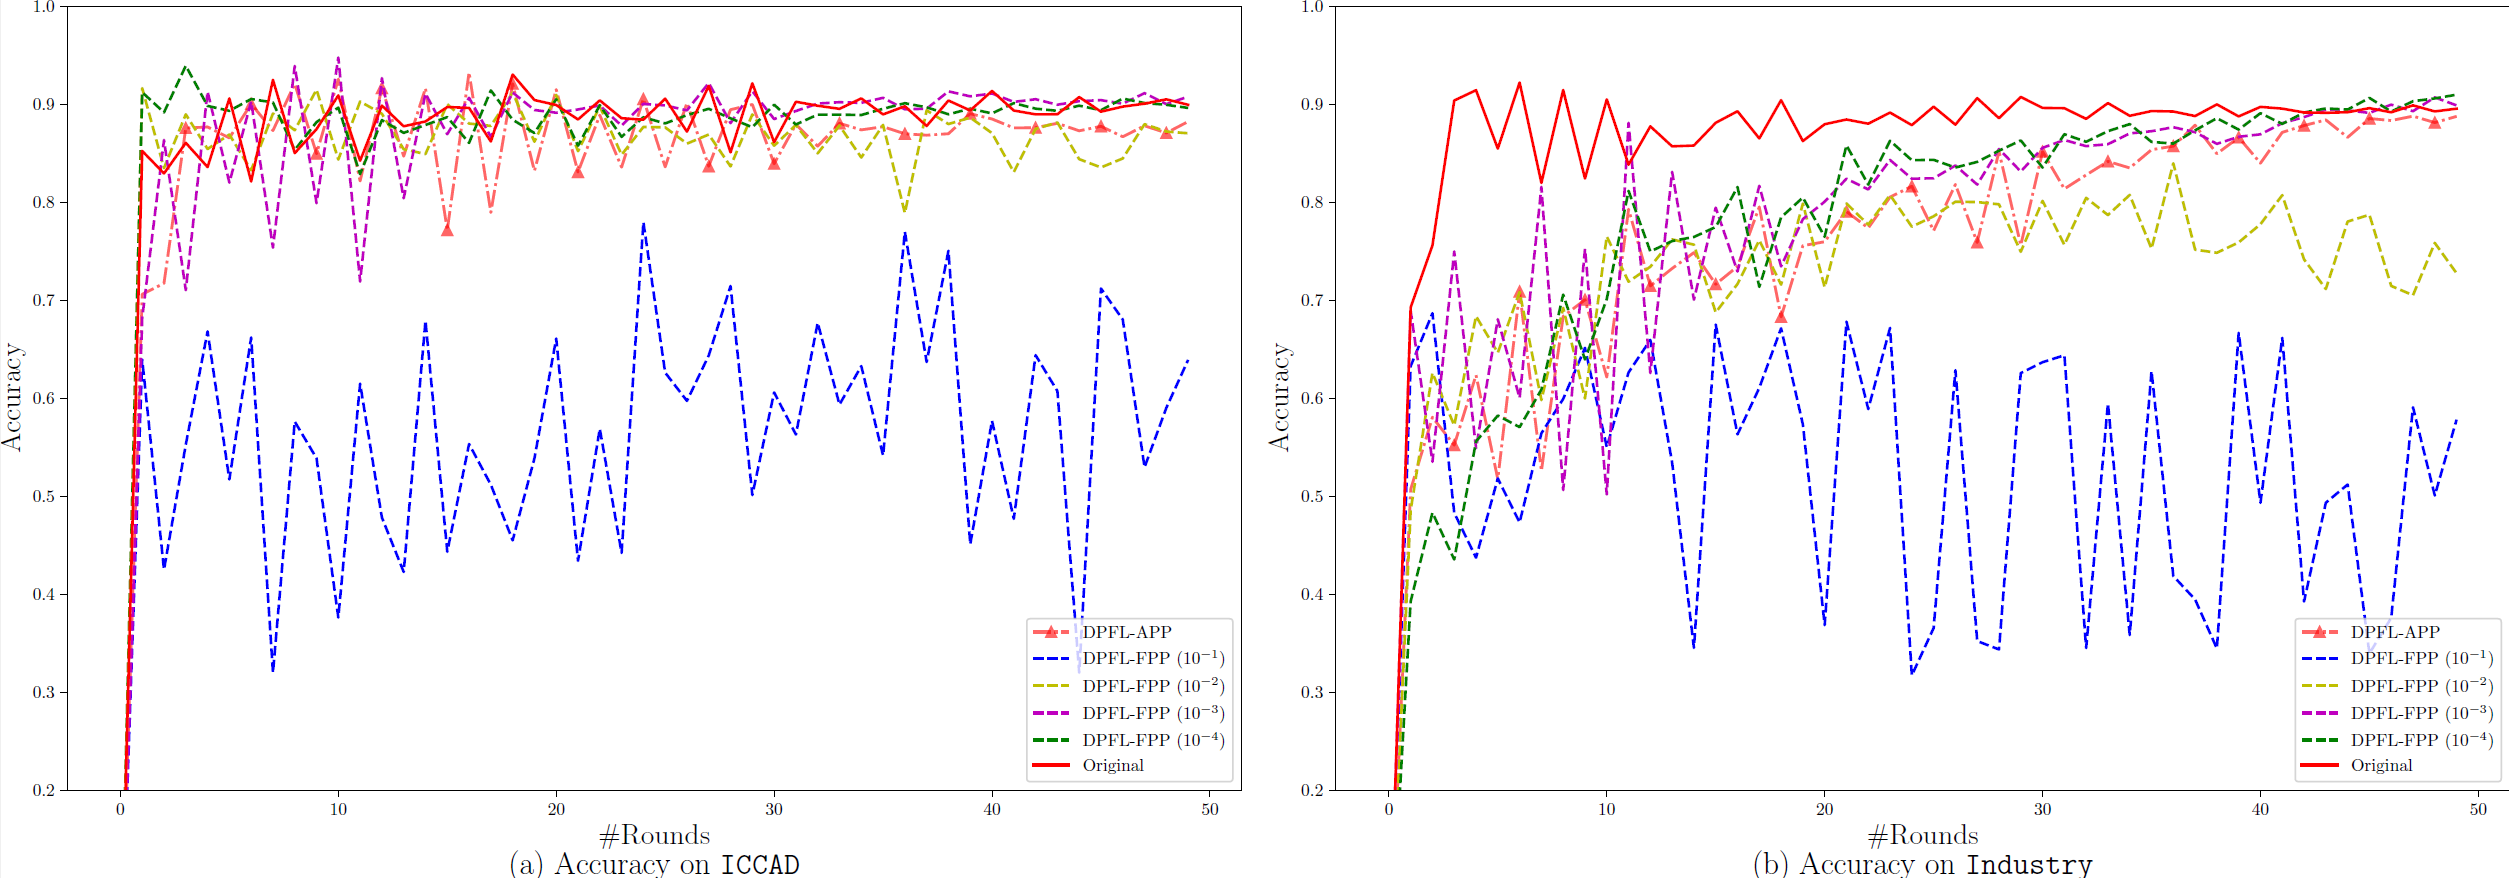 1.0
0.9
0.8
0.7
0.6
0.5
0.4
0.3
0.2
Accuracy
0 10 20 30 40 50
#Rounds
DPFL-APP
DPFL-FPP (10⁻¹)
DPFL-FPP (10⁻²)
DPFL-FPP (10⁻³)
DPFL-FPP (10⁻⁴)
Original
(a) Accuracy on ICCAD
1.0
0.9
0.8
0.7
0.6
0.5
0.4
0.3
0.2
Accuracy
0 10 20 30 40 50
#Rounds
DPFL-APP
DPFL-FPP (10⁻¹)
DPFL-FPP (10⁻²)
DPFL-FPP (10⁻³)
DPFL-FPP (10⁻⁴)
Original
(b) Accuracy on Industry